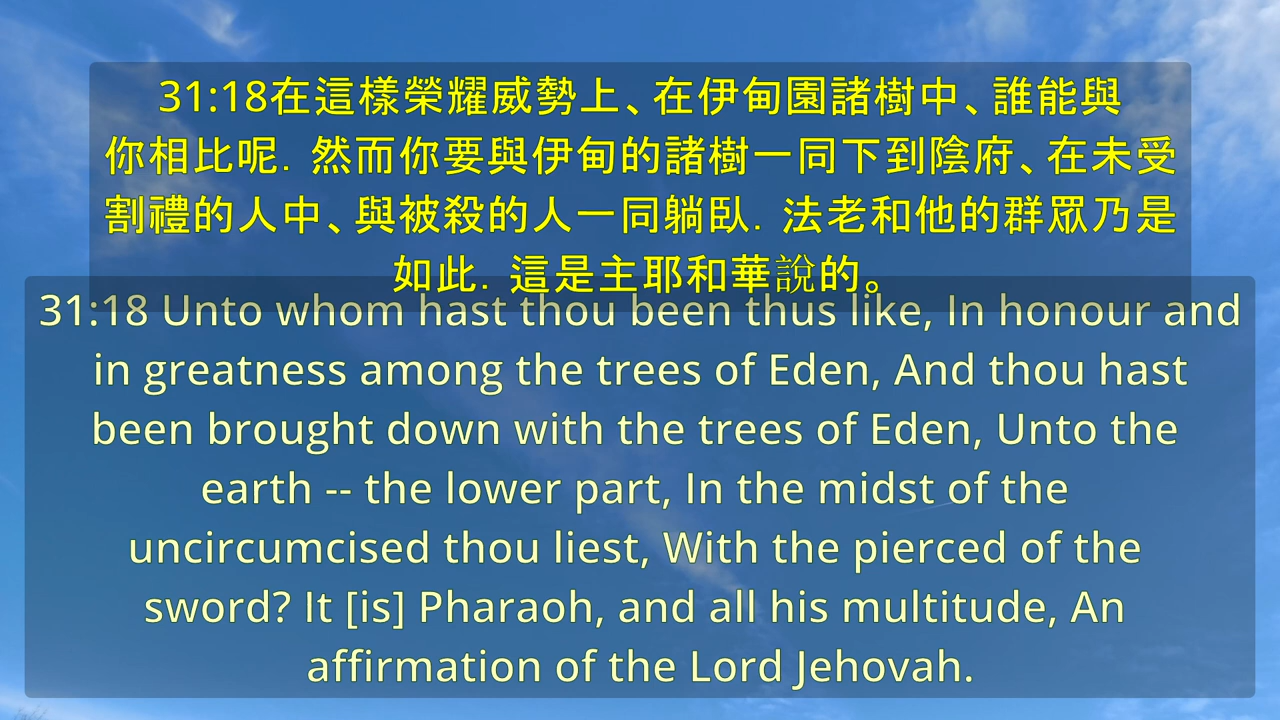 31:18在這樣榮耀威勢上、在伊甸園諸樹中、誰能與
你相比呢．然而你要與伊甸的諸樹一同下到陰府、在未受
割禮的人中、與被殺的人一同躺臥．法老和他的群眾乃是
如此．這是主耶和華說的。
31:18 Unto whom hast thou been thus like, In honour and
in greatness among the trees of Eden, And thou hast
been brought down with the trees of Eden, Unto the
earth -- the lower part, In the midst of the
uncircumcised thou liest, With the pierced of the
sword? It [is] Pharaoh, and all his multitude, An
affirmation of the Lord Jehovah.